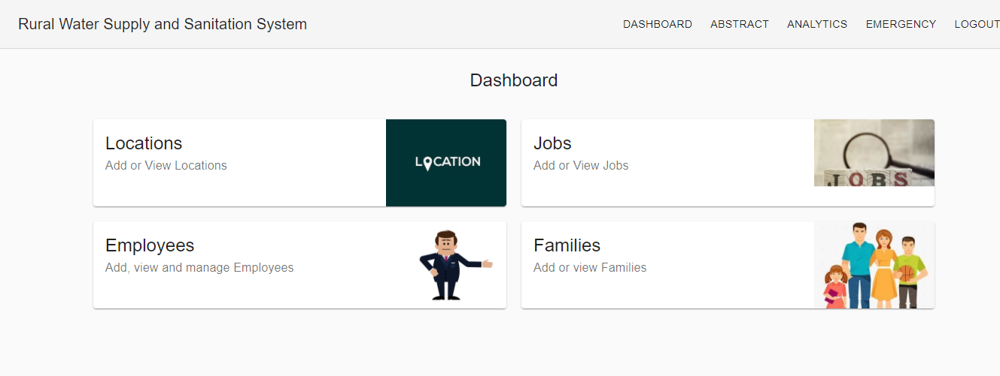 Rural Water Supply and Sanitation System
DASHBOARD ABSTRACT ANALYTICS EMERGENCY LOGOUT
Dashboard
Locations
Add or View Locations
LOCATION
Jobs
Add or View Jobs
JOBS
Employees
Add, view and manage Employees
Families
Add or view Families